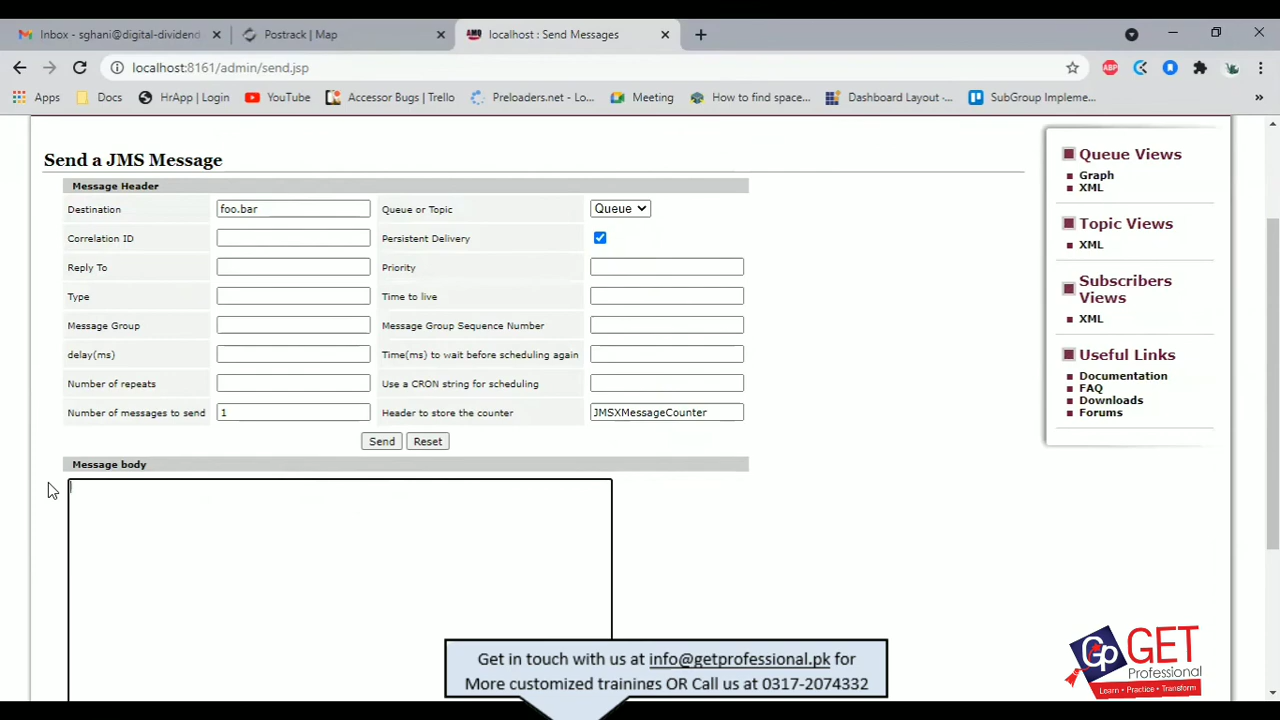 Inbox - sghani@digital-dividend
Postrack | Map
AMQ
localhost : Send Messages
localhost:8161/admin/send.jsp
ABP
Apps
Docs
HrApp | Login
YouTube
Accessor Bugs | Trello
Preloaders.net - Lo...
Meeting
How to find space...
Dashboard Layout -...
SubGroup Impleme...
»
Send a JMS Message
Message Header
Destination foo.bar Queue or Topic Queue
Correlation ID Persistent Delivery
Reply To Priority
Type Time to live
Message Group Message Group Sequence Number
delay(ms) Time(ms) to wait before scheduling again
Number of repeats Use a CRON string for scheduling
Number of messages to send 1 Header to store the counter JMSXMessageCounter
Send Reset
Message body
Queue Views
Graph
XML
Topic Views
XML
Subscribers
Views
XML
Useful Links
Documentation
FAQ
Downloads
Forums
Get in touch with us at info@getprofessional.pk for
More customized trainings OR Call us at 0317-2074332
Gp GET
Professional
Learn • Practice • Transform